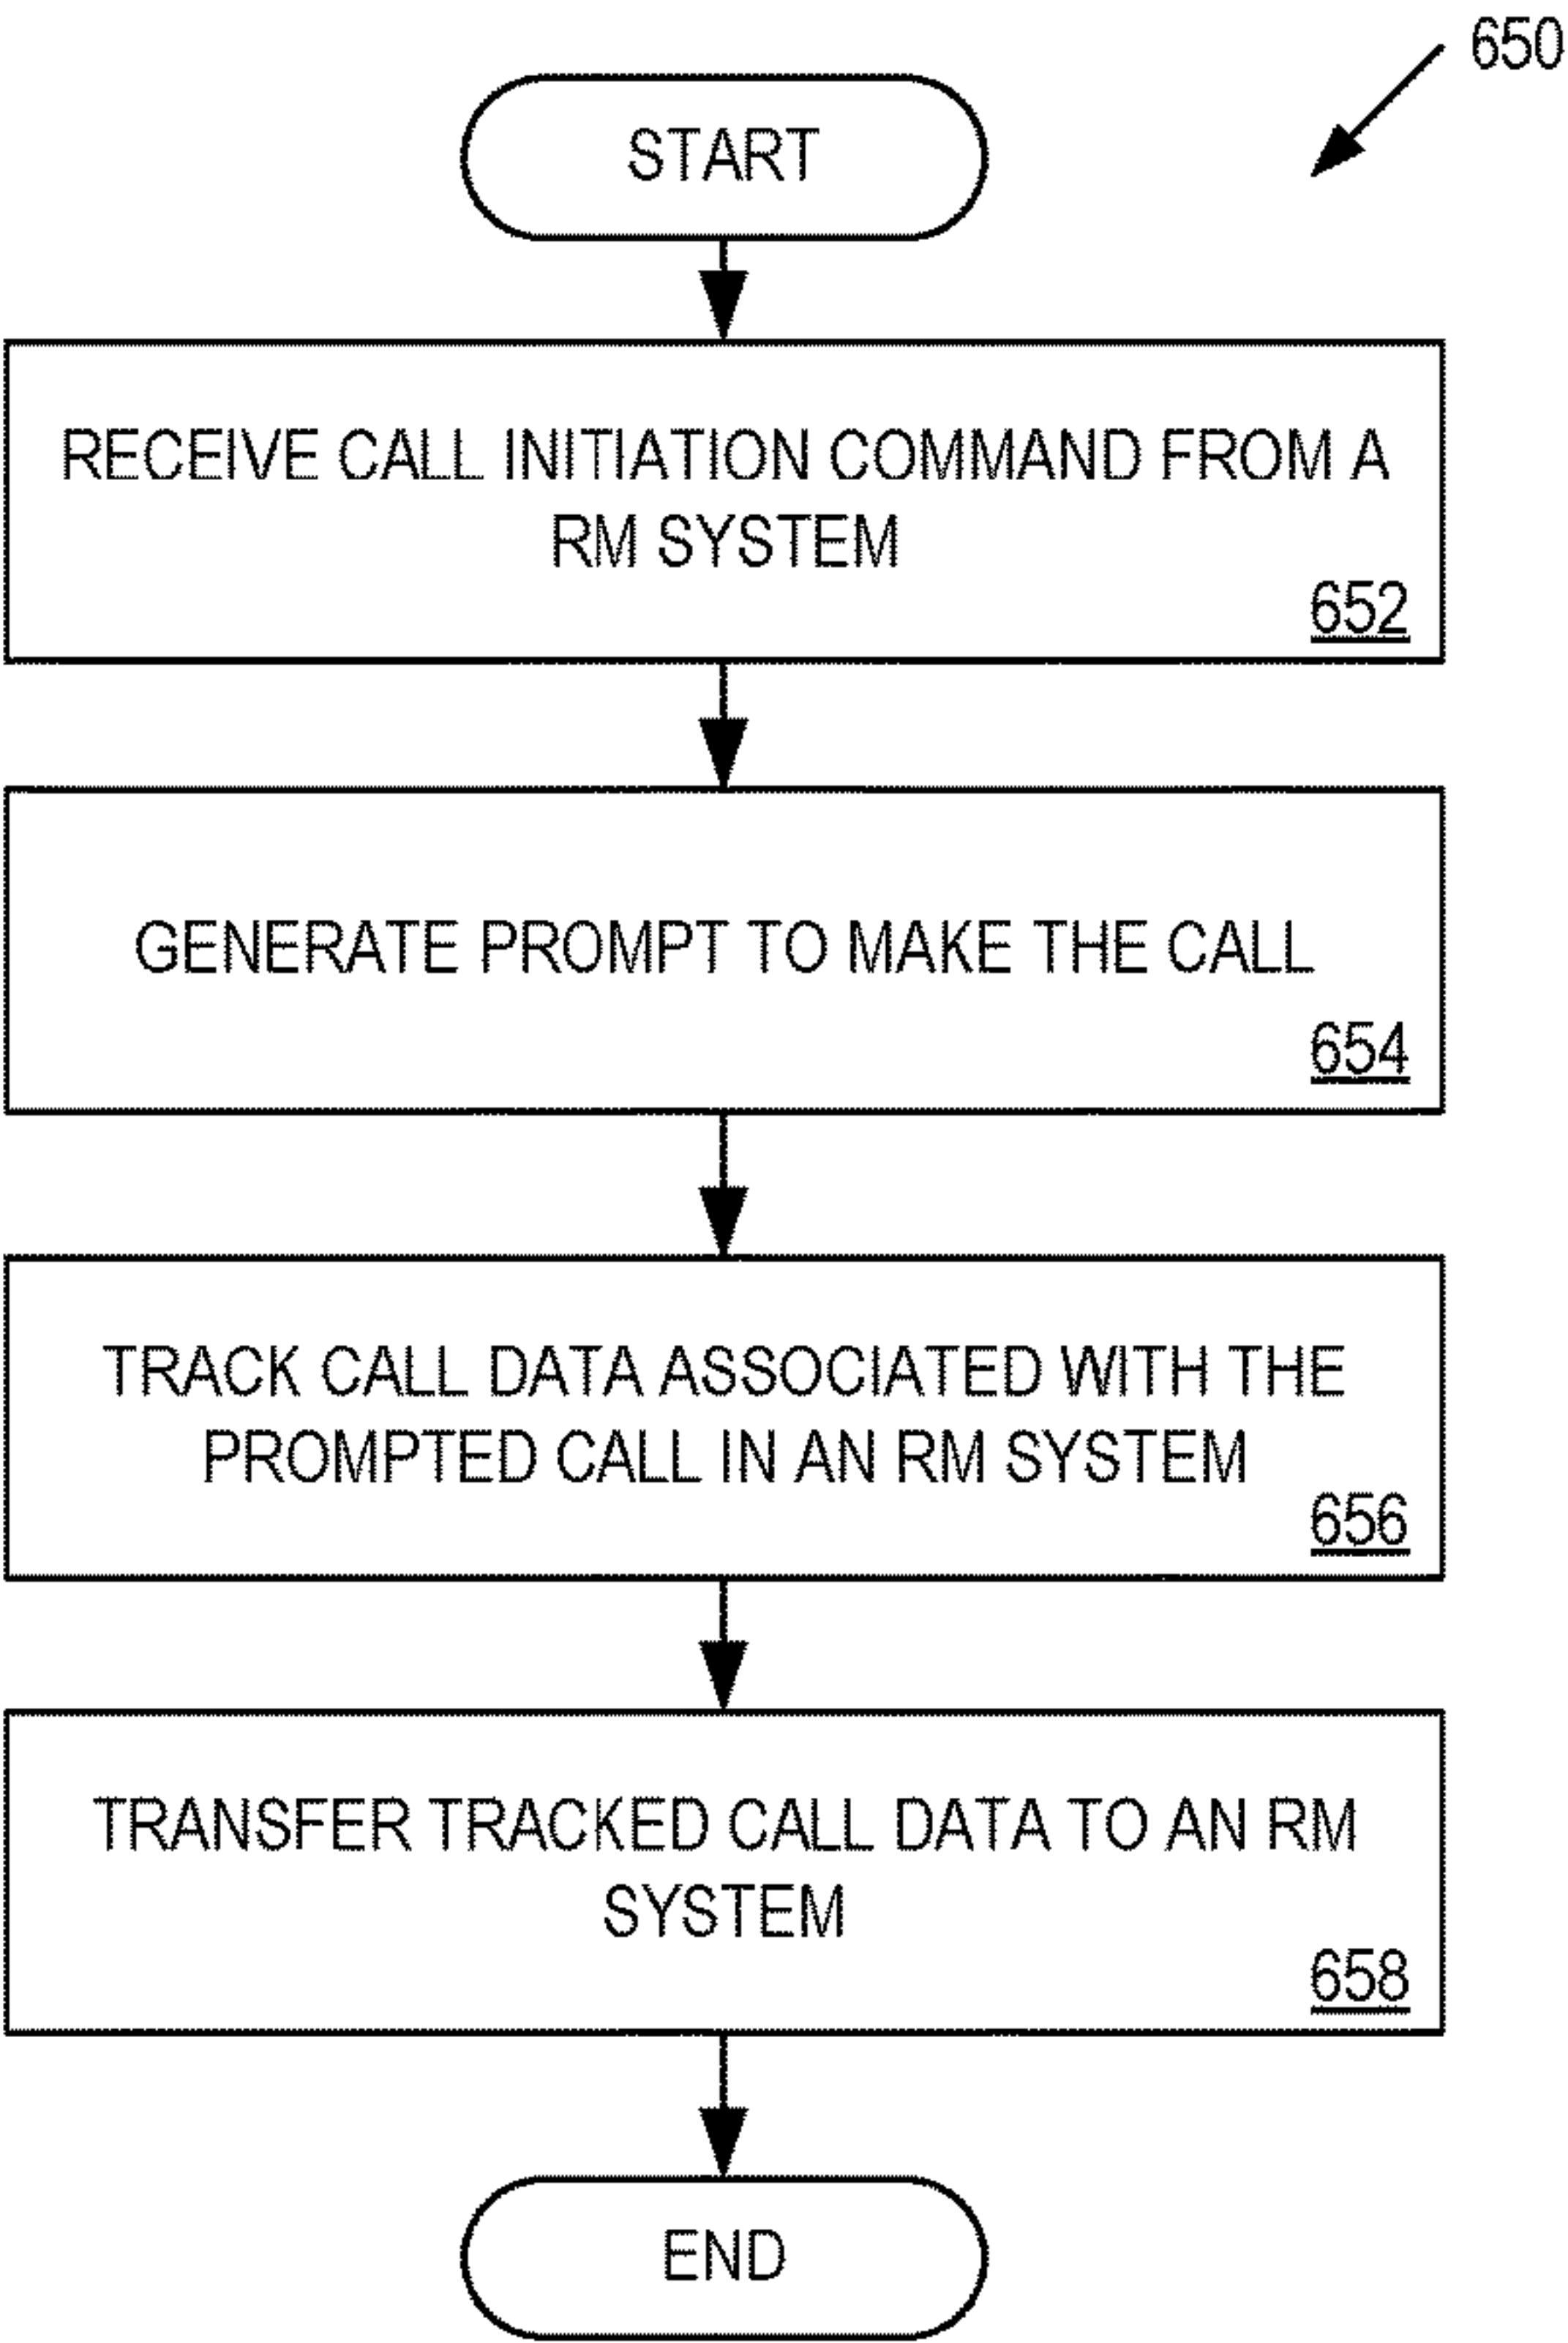 650
START
RECEIVE CALL INITIATION COMMAND FROM A
RM SYSTEM
652
GENERATE PROMPT TO MAKE THE CALL
654
TRACK CALL DATA ASSOCIATED WITH THE
PROMPTED CALL IN AN RM SYSTEM
656
TRANSFER TRACKED CALL DATA TO AN RM
SYSTEM
658
END